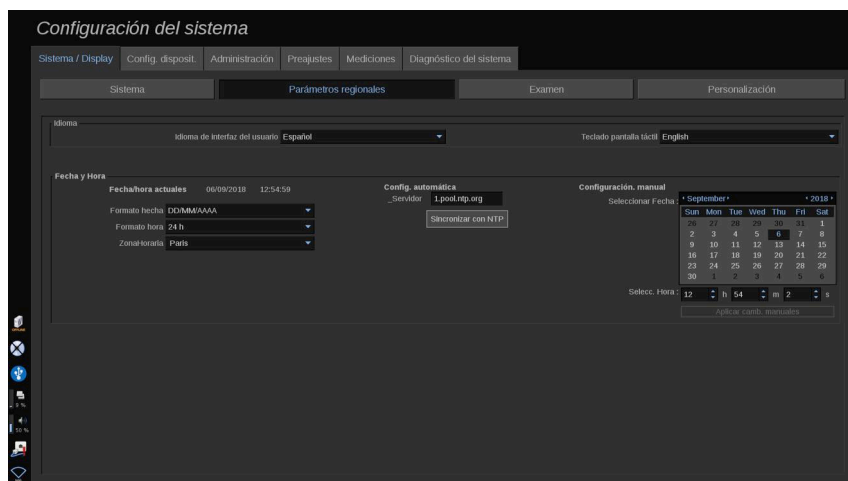 Configuración del sistema
Sistema / Display Config. disposit. Administración Preajustes Mediciones Diagnóstico del sistema
Sistema Parámetros regionales Examen Personalización
Idioma
Idioma de interfaz del usuario Español Teclado pantalla táctil English
Fecha y Hora
Fecha/hora actuales 06/09/2018 12:54:59 Config. automática Configuración. manual
_Servidor 1.pool.ntp.org Seleccionar Fecha : September 2018
Formato hecha DD/MM/AAAA Sincronizar con NTP Sun Mon Tue Wed Thu Fri Sat
Formato hora 24 h 26 27 28 29 30 31 1
2 3 4 5 6 7 8
ZonaHoraria Paris 9 10 11 12 13 14 15
16 17 18 19 20 21 22
23 24 25 26 27 28 29
30 1 2 3 4 5 6
Selecc. Hora : 12 h 54 m 2 s
Aplicar camb. manuales
9 %
50 %